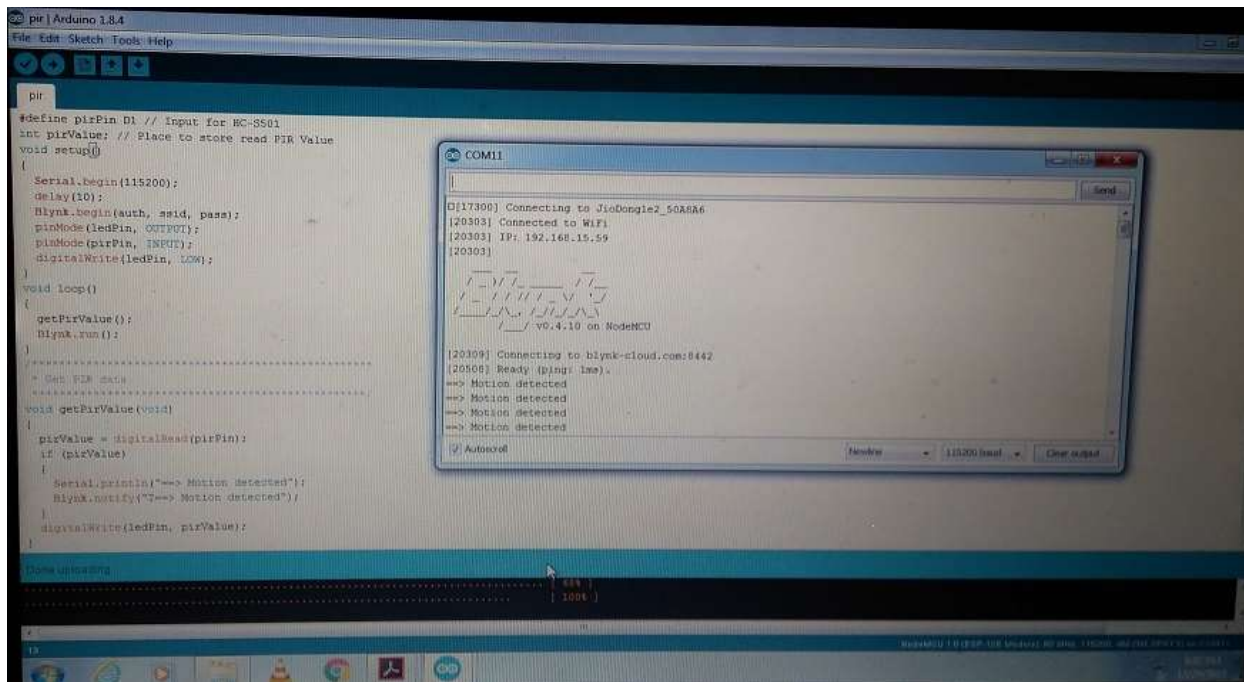 pir | Arduino 1.8.4
File Edit Sketch Tools Help
pir
#define pirPin D1 // Input for HC-S501
int pirValue; // Place to store read PIR Value
void setup()
{
Serial.begin(115200);
delay(10);
Blynk.begin(auth, ssid, pass);
pinMode(ledPin, OUTPUT);
pinMode(pirPin, INPUT);
digitalWrite(ledPin, LOW);
}
void loop()
{
getPirValue();
Blynk.run();
}
/***************************************************
* Get PIR data
***************************************************/
void getPirValue(void)
{
pirValue = digitalRead(pirPin);
if (pirValue)
{
Serial.println("==> Motion detected");
Blynk.notify("T==> Motion detected");
}
digitalWrite(ledPin, pirValue);
}
Done uploading
[ 100% ]
13
COM11
Send
[17300] Connecting to JioDongle2_50A8A6
[20303] Connected to WiFi
[20303] IP: 192.168.15.59
[20303]
v0.4.10 on NodeMCU
[20309] Connecting to blynk-cloud.com:8442
[20508] Ready (ping: 1ms).
==> Motion detected
==> Motion detected
==> Motion detected
==> Motion detected
Autoscroll
Newline
115200 baud
Clear output